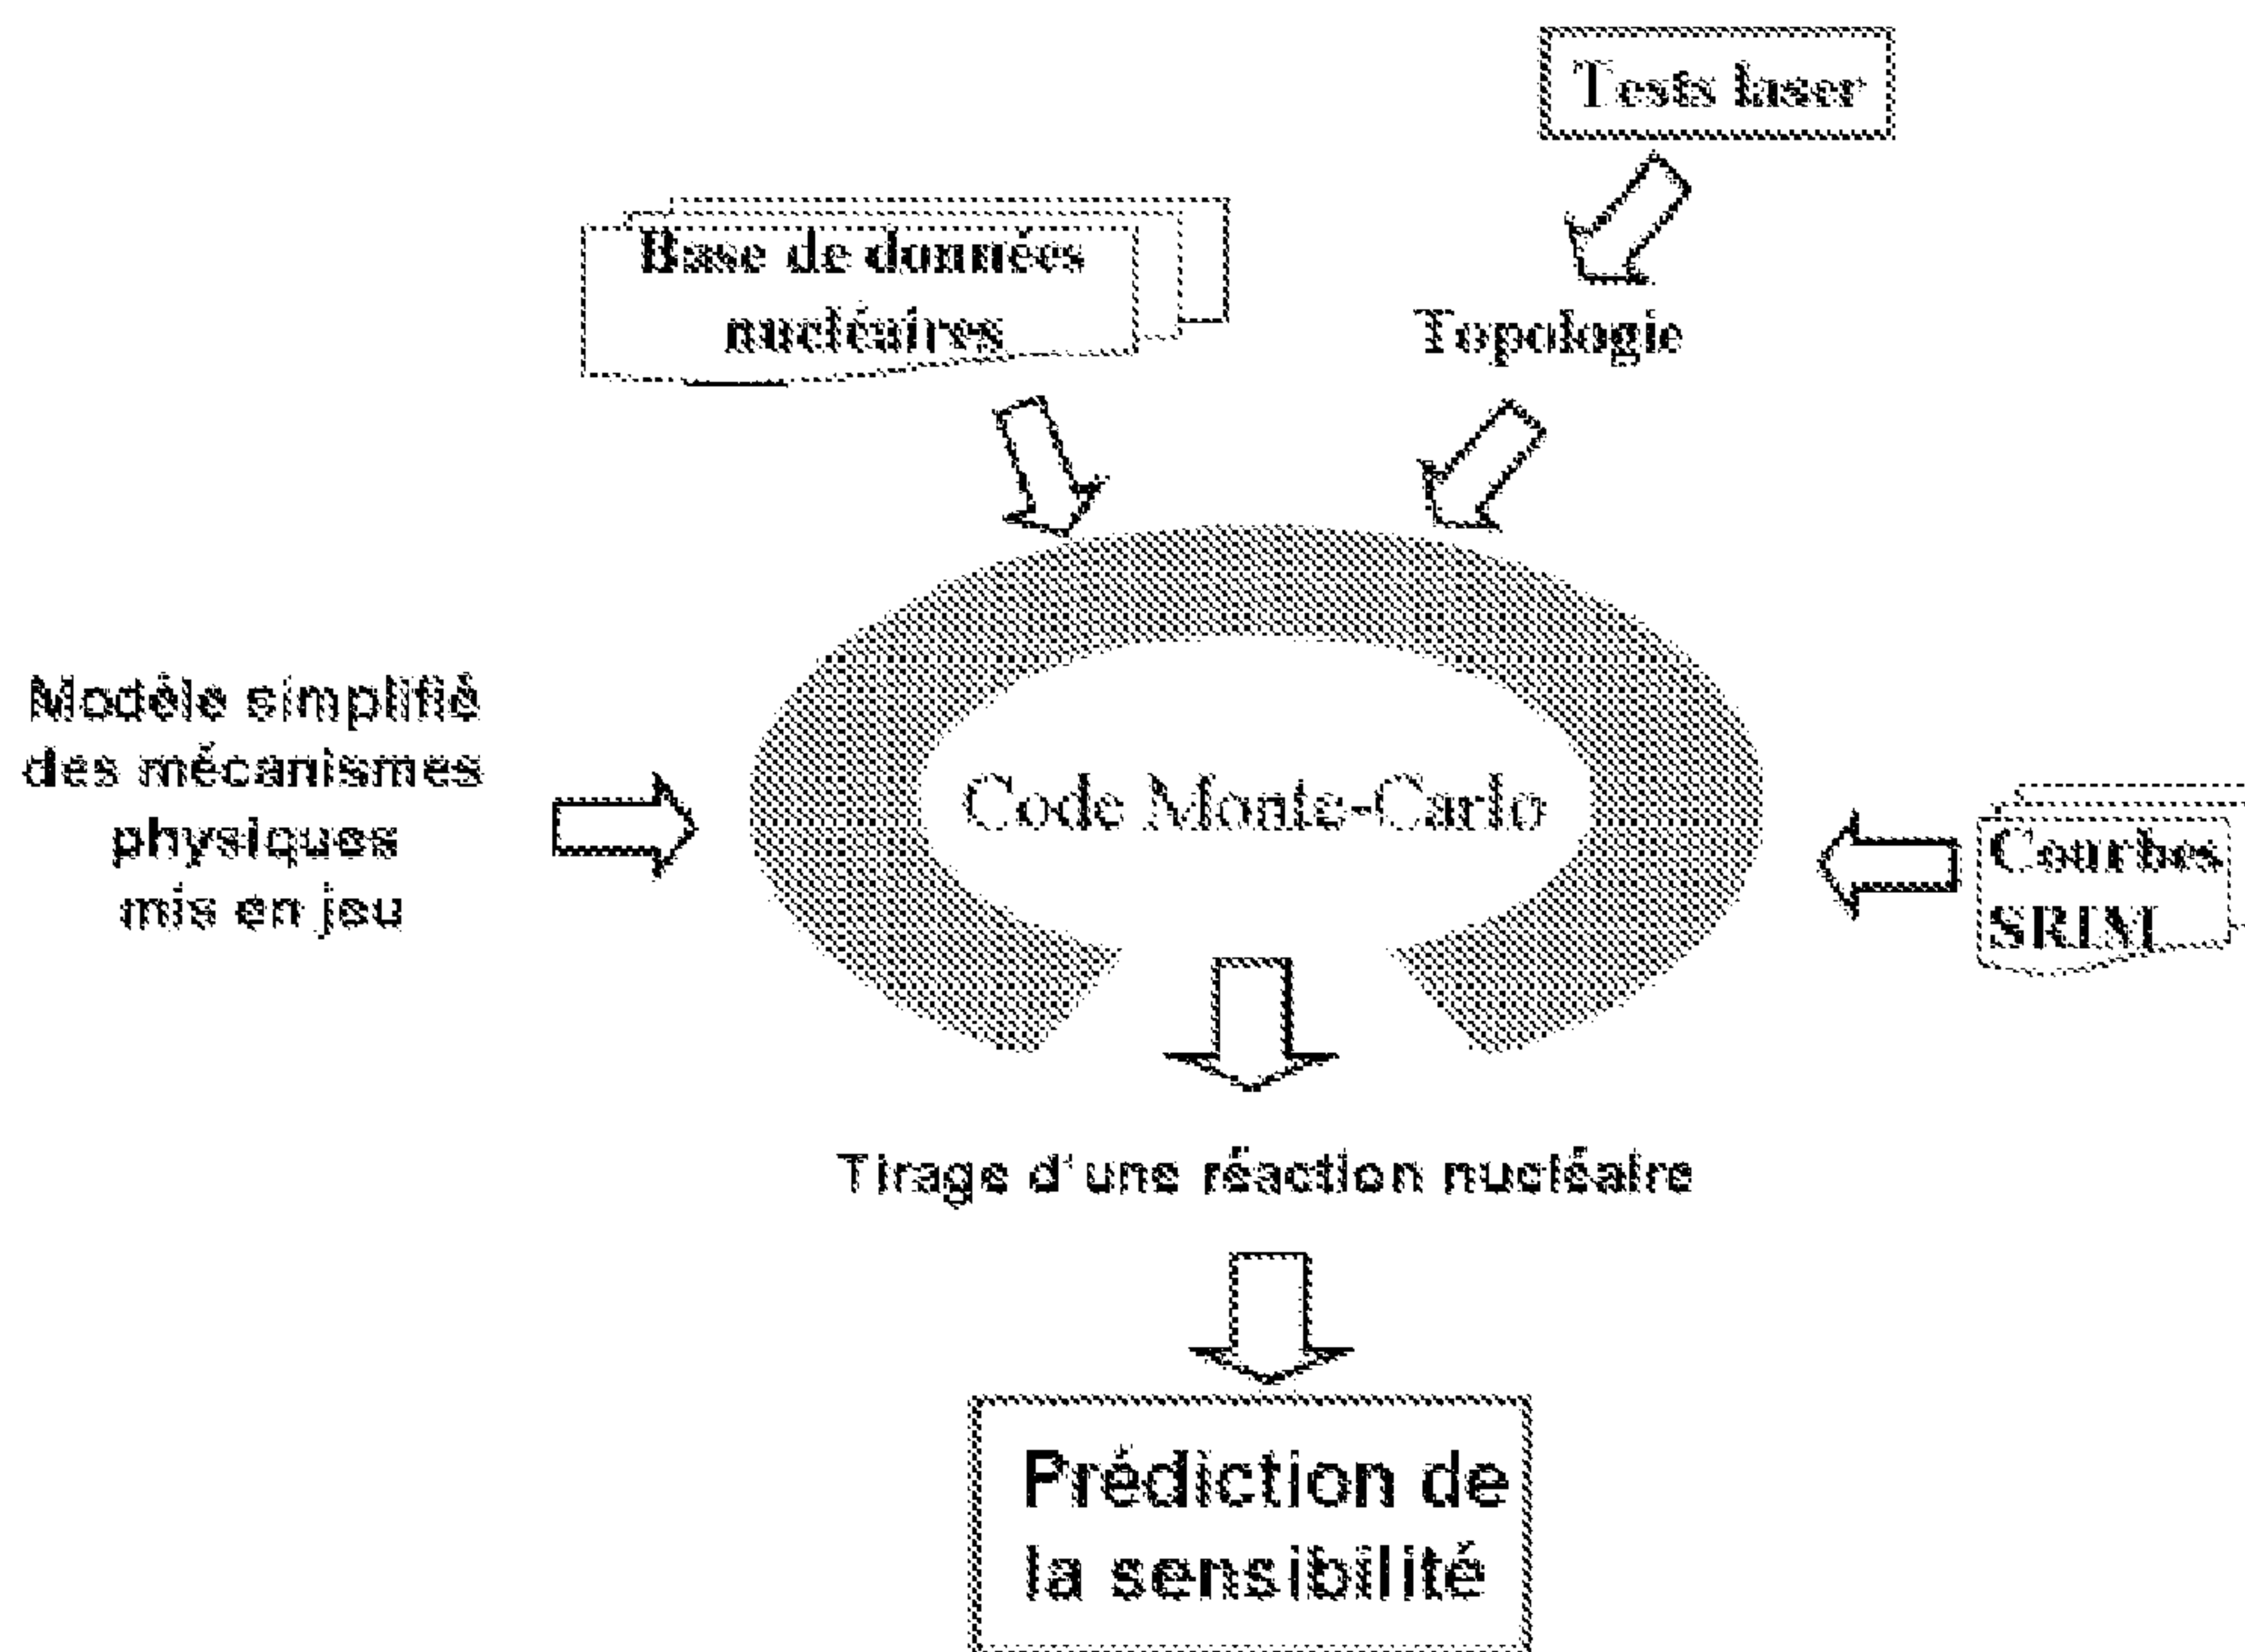 Tests laser
Base de données
nucléaires
Topologie
Modèle simplifié
des mécanismes
physiques
mis en jeu
Code Monte-Carlo
Courbes
SRIM
Tirage d'une réaction nucléaire
Prédiction de
la sensibilité